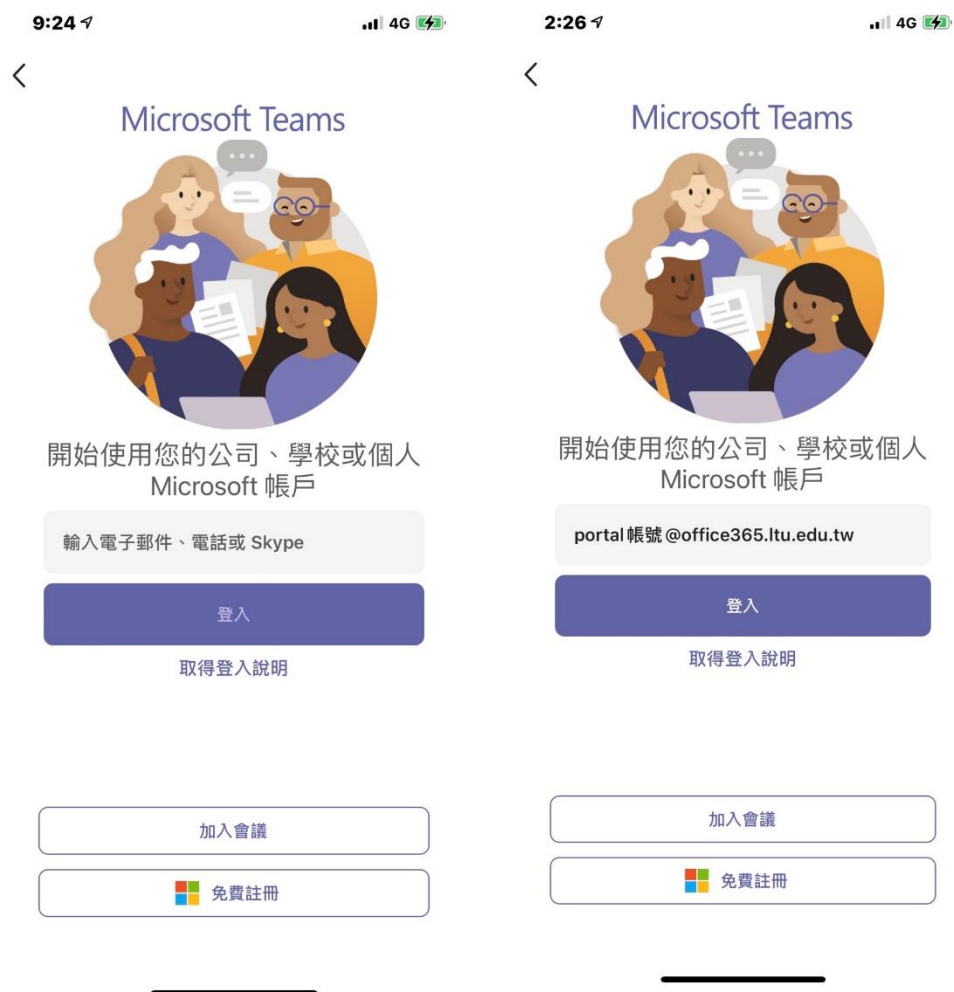 9:24
4G
Microsoft Teams
開始使用您的公司、學校或個人
Microsoft 帳戶
輸入電子郵件、電話或 Skype
登入
取得登入說明
加入會議
免費註冊
2:26
4G
Microsoft Teams
開始使用您的公司、學校或個人
Microsoft 帳戶
portal帳號@office365.ltu.edu.tw
登入
取得登入說明
加入會議
免費註冊